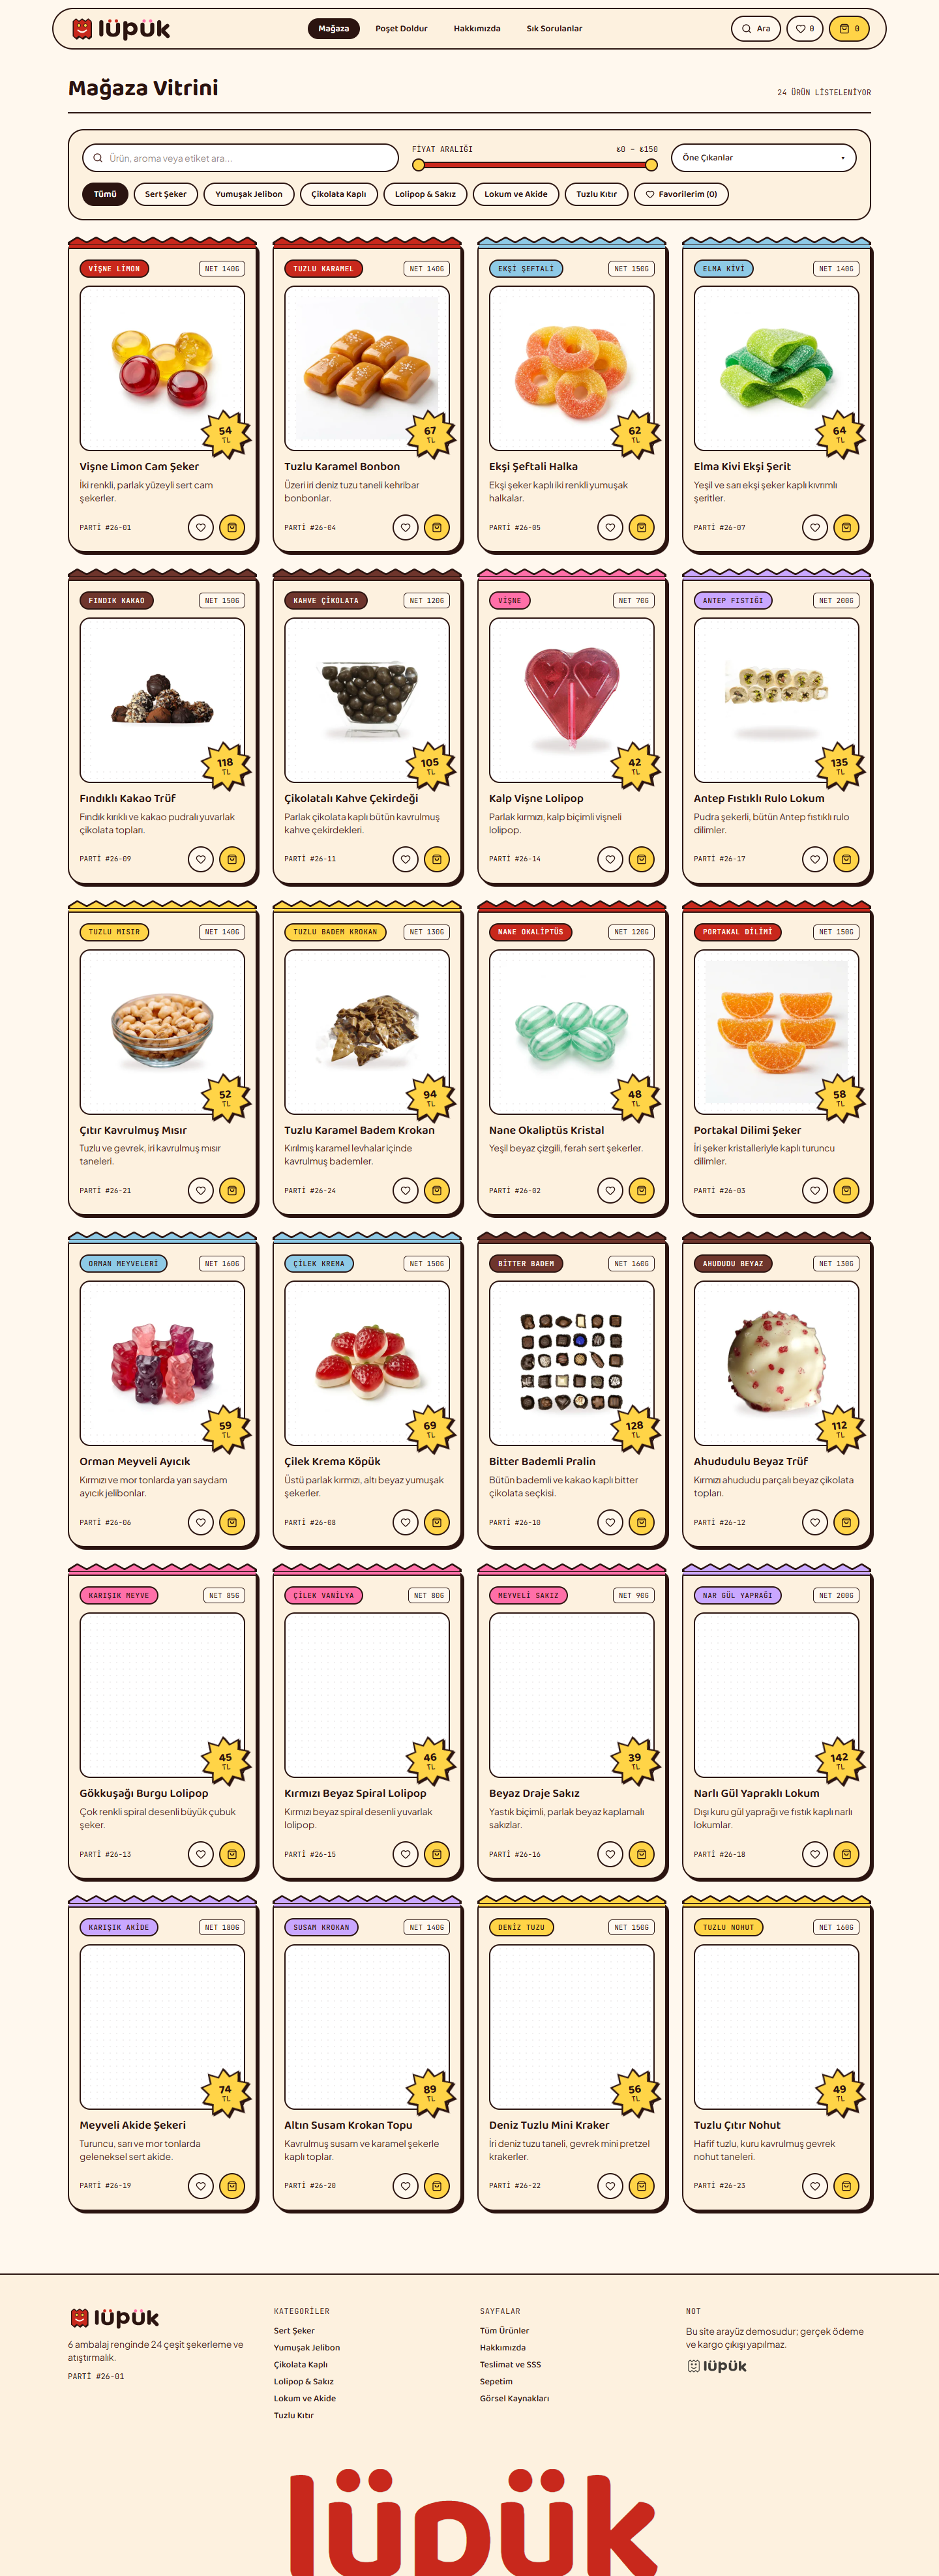 lüpük
Mağaza
Poşet Doldur
Hakkımızda
Sık Sorulanlar
Ara
0
0
Mağaza Vitrini
24 ÜRÜN LİSTELENİYOR
Ürün, aroma veya etiket ara...
FİYAT ARALIĞI
₺0 – ₺150
Öne Çıkanlar
Tümü
Sert Şeker
Yumuşak Jelibon
Çikolata Kaplı
Lolipop & Sakız
Lokum ve Akide
Tuzlu Kıtır
Favorilerim (0)
VİŞNE LİMON
NET 140G
54
TL
Vişne Limon Cam Şeker
İki renkli, parlak yüzeyli sert cam
şekerler.
PARTİ #26-01
TUZLU KARAMEL
NET 140G
67
TL
Tuzlu Karamel Bonbon
Üzeri iri deniz tuzu taneli kehribar
bonbonlar.
PARTİ #26-04
EKŞİ ŞEFTALİ
NET 150G
62
TL
Ekşi Şeftali Halka
Ekşi şeker kaplı iki renkli yumuşak
halkalar.
PARTİ #26-05
ELMA KİVİ
NET 140G
64
TL
Elma Kivi Ekşi Şerit
Yeşil ve sarı ekşi şeker kaplı kıvrımlı
şeritler.
PARTİ #26-07
FINDIK KAKAO
NET 150G
118
TL
Fındıklı Kakao Trüf
Fındık kırıklı ve kakao pudralı yuvarlak
çikolata topları.
PARTİ #26-09
KAHVE ÇİKOLATA
NET 120G
105
TL
Çikolatalı Kahve Çekirdeği
Parlak çikolata kaplı bütün kavrulmuş
kahve çekirdekleri.
PARTİ #26-11
VİŞNE
NET 70G
42
TL
Kalp Vişne Lolipop
Parlak kırmızı, kalp biçimli vişneli
lolipop.
PARTİ #26-14
ANTEP FISTIĞI
NET 200G
135
TL
Antep Fıstıklı Rulo Lokum
Pudra şekerli, bütün Antep fıstıklı rulo
dilimler.
PARTİ #26-17
TUZLU MISIR
NET 140G
52
TL
Çıtır Kavrulmuş Mısır
Tuzlu ve gevrek, iri kavrulmuş mısır
taneleri.
PARTİ #26-21
TUZLU BADEM KROKAN
NET 130G
94
TL
Tuzlu Karamel Badem Krokan
Kırılmış karamel levhalar içinde
kavrulmuş bademler.
PARTİ #26-24
NANE OKALİPTÜS
NET 120G
48
TL
Nane Okaliptüs Kristal
Yeşil beyaz çizgili, ferah sert şekerler.
PARTİ #26-02
PORTAKAL DİLİMİ
NET 150G
58
TL
Portakal Dilimi Şeker
İri şeker kristalleriyle kaplı turuncu
dilimler.
PARTİ #26-03
ORMAN MEYVELERİ
NET 160G
59
TL
Orman Meyveli Ayıcık
Kırmızı ve mor tonlarda yarı saydam
ayıcık jelibonlar.
PARTİ #26-06
ÇİLEK KREMA
NET 150G
69
TL
Çilek Krema Köpük
Üstü parlak kırmızı, altı beyaz yumuşak
şekerler.
PARTİ #26-08
BİTTER BADEM
NET 160G
128
TL
Bitter Bademli Pralin
Bütün bademli ve kakao kaplı bitter
çikolata seçkisi.
PARTİ #26-10
AHUDUDU BEYAZ
NET 130G
112
TL
Ahududulu Beyaz Trüf
Kırmızı ahududu parçalı beyaz çikolata
topları.
PARTİ #26-12
KARIŞIK MEYVE
NET 85G
45
TL
Gökkuşağı Burgu Lolipop
Çok renkli spiral desenli büyük çubuk
şeker.
PARTİ #26-13
ÇİLEK VANİLYA
NET 80G
46
TL
Kırmızı Beyaz Spiral Lolipop
Kırmızı beyaz spiral desenli yuvarlak
lolipop.
PARTİ #26-15
MEYVELİ SAKIZ
NET 90G
39
TL
Beyaz Draje Sakız
Yastık biçimli, parlak beyaz kaplamalı
sakızlar.
PARTİ #26-16
NAR GÜL YAPRAĞI
NET 200G
142
TL
Narlı Gül Yapraklı Lokum
Dışı kuru gül yaprağı ve fıstık kaplı narlı
lokumlar.
PARTİ #26-18
KARIŞIK AKİDE
NET 180G
74
TL
Meyveli Akide Şekeri
Turuncu, sarı ve mor tonlarda
geleneksel sert akide.
PARTİ #26-19
SUSAM KROKAN
NET 140G
89
TL
Altın Susam Krokan Topu
Kavrulmuş susam ve karamel şekerle
kaplı toplar.
PARTİ #26-20
DENİZ TUZU
NET 150G
56
TL
Deniz Tuzlu Mini Kraker
İri deniz tuzu taneli, gevrek mini pretzel
krakerler.
PARTİ #26-22
TUZLU NOHUT
NET 160G
49
TL
Tuzlu Çıtır Nohut
Hafif tuzlu, kuru kavrulmuş gevrek
nohut taneleri.
PARTİ #26-23
lüpük
6 ambalaj renginde 24 çeşit şekerleme ve
atıştırmalık.
PARTİ #26-01
KATEGORİLER
Sert Şeker
Yumuşak Jelibon
Çikolata Kaplı
Lolipop & Sakız
Lokum ve Akide
Tuzlu Kıtır
SAYFALAR
Tüm Ürünler
Hakkımızda
Teslimat ve SSS
Sepetim
Görsel Kaynakları
NOT
Bu site arayüz demosudur; gerçek ödeme
ve kargo çıkışı yapılmaz.
lüpük
lüpük